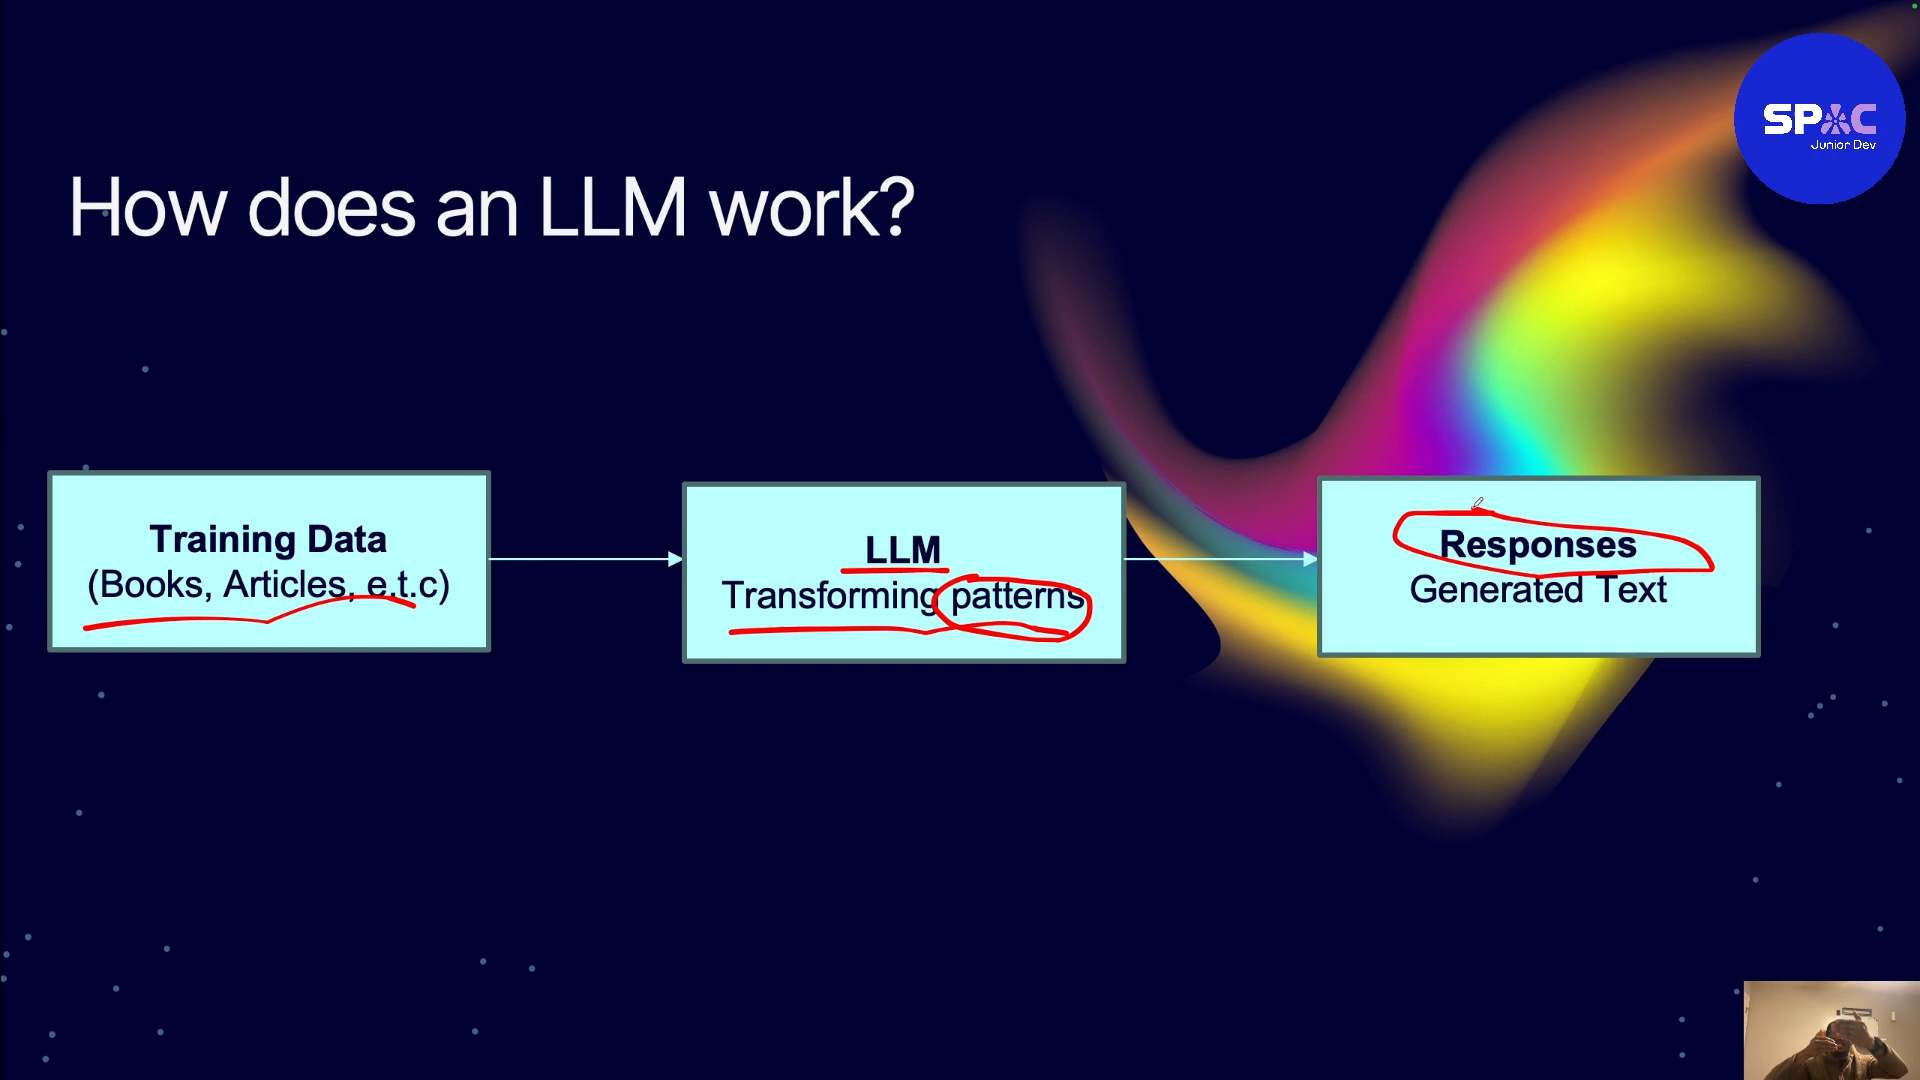 SPAC
Junior Dev
How does an LLM work?
Training Data
(Books, Articles, e.t.c)
LLM
Transforming patterns
Responses
Generated Text